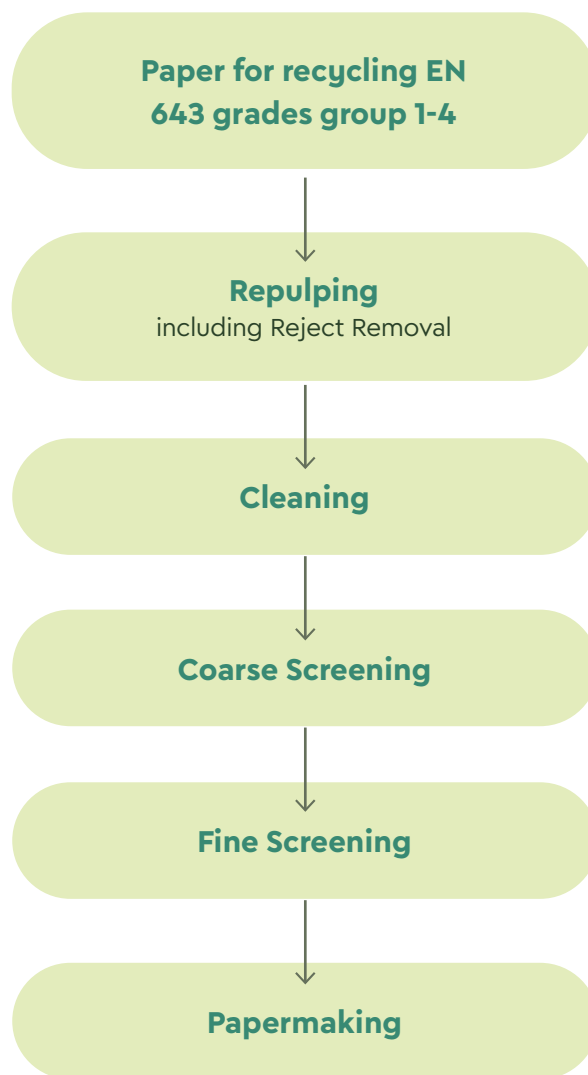 Paper for recycling EN
643 grades group 1-4
Repulping
including Reject Removal
Cleaning
Coarse Screening
Fine Screening
Papermaking